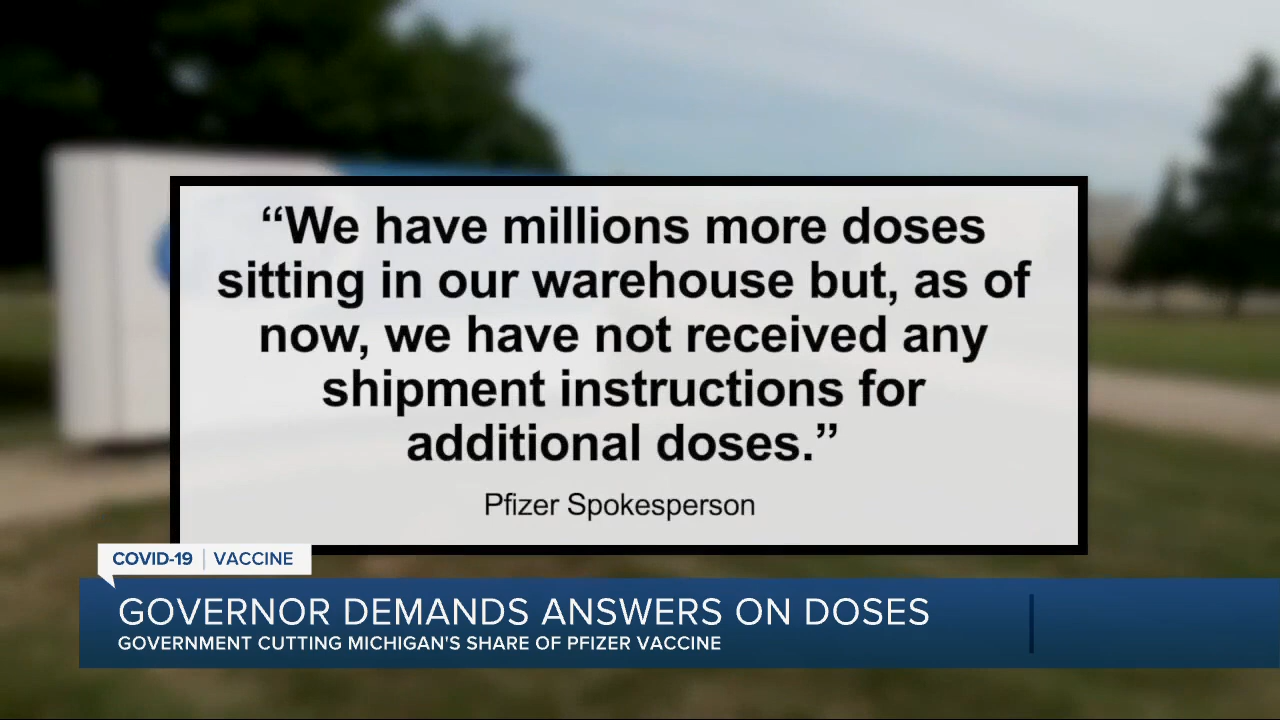 “We have millions more doses
sitting in our warehouse but, as of
now, we have not received any
shipment instructions for
additional doses.”
Pfizer Spokesperson
COVID-19 | VACCINE
GOVERNOR DEMANDS ANSWERS ON DOSES
GOVERNMENT CUTTING MICHIGAN'S SHARE OF PFIZER VACCINE